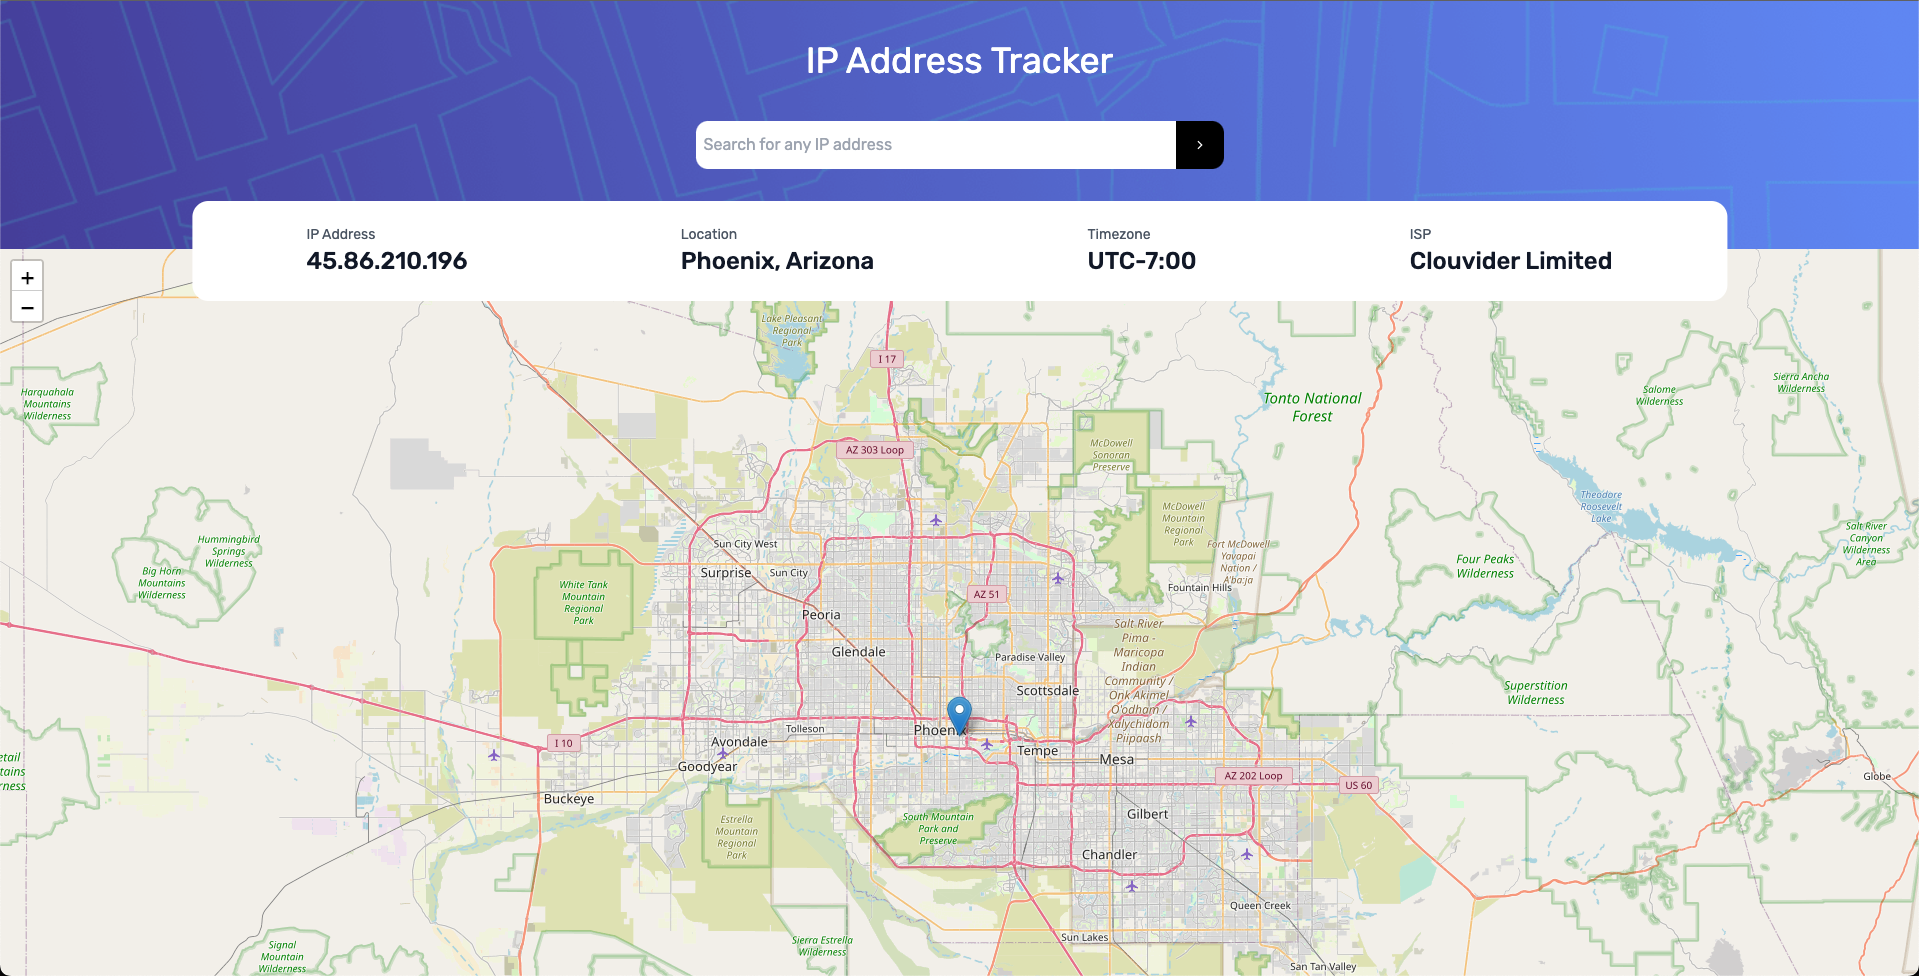 IP Address Tracker
Search for any IP address
IP Address
45.86.210.196
Location
Phoenix, Arizona
Timezone
UTC-7:00
ISP
Clouvider Limited
+
−
Lake Pleasant
Regional
Park
I 17
Harquahala
Mountains
Wilderness
Tonto National
Forest
Salome
Wilderness
Sierra Ancha
Wilderness
AZ 303 Loop
McDowell
Sonoran
Preserve
McDowell
Mountain
Regional
Park
Theodore
Roosevelt
Lake
Salt River
Canyon
Wilderness
Area
Hummingbird
Springs
Wilderness
Big Horn
Mountains
Wilderness
Sun City West
Surprise
Sun City
Fort McDowell
Yavapai
Nation /
A'ba:ja
Fountain Hills
Four Peaks
Wilderness
White Tank
Mountain
Regional
Park
AZ 51
Peoria
Glendale
Paradise Valley
Scottsdale
Salt River
Pima -
Maricopa
Indian
Community /
Onk Akimel
O'odham /
Xalychidom
Piipaash
Superstition
Wilderness
Phoenix
Tolleson
Avondale
Goodyear
I 10
Tempe
Mesa
AZ 202 Loop
US 60
Globe
etail
tains
rness
Buckeye
Estrella
Mountain
Regional
Park
South Mountain
Park and
Preserve
Gilbert
Chandler
Queen Creek
Sun Lakes
San Tan Valley
Sierra Estrella
Wilderness
Signal
Mountain
Wilderness